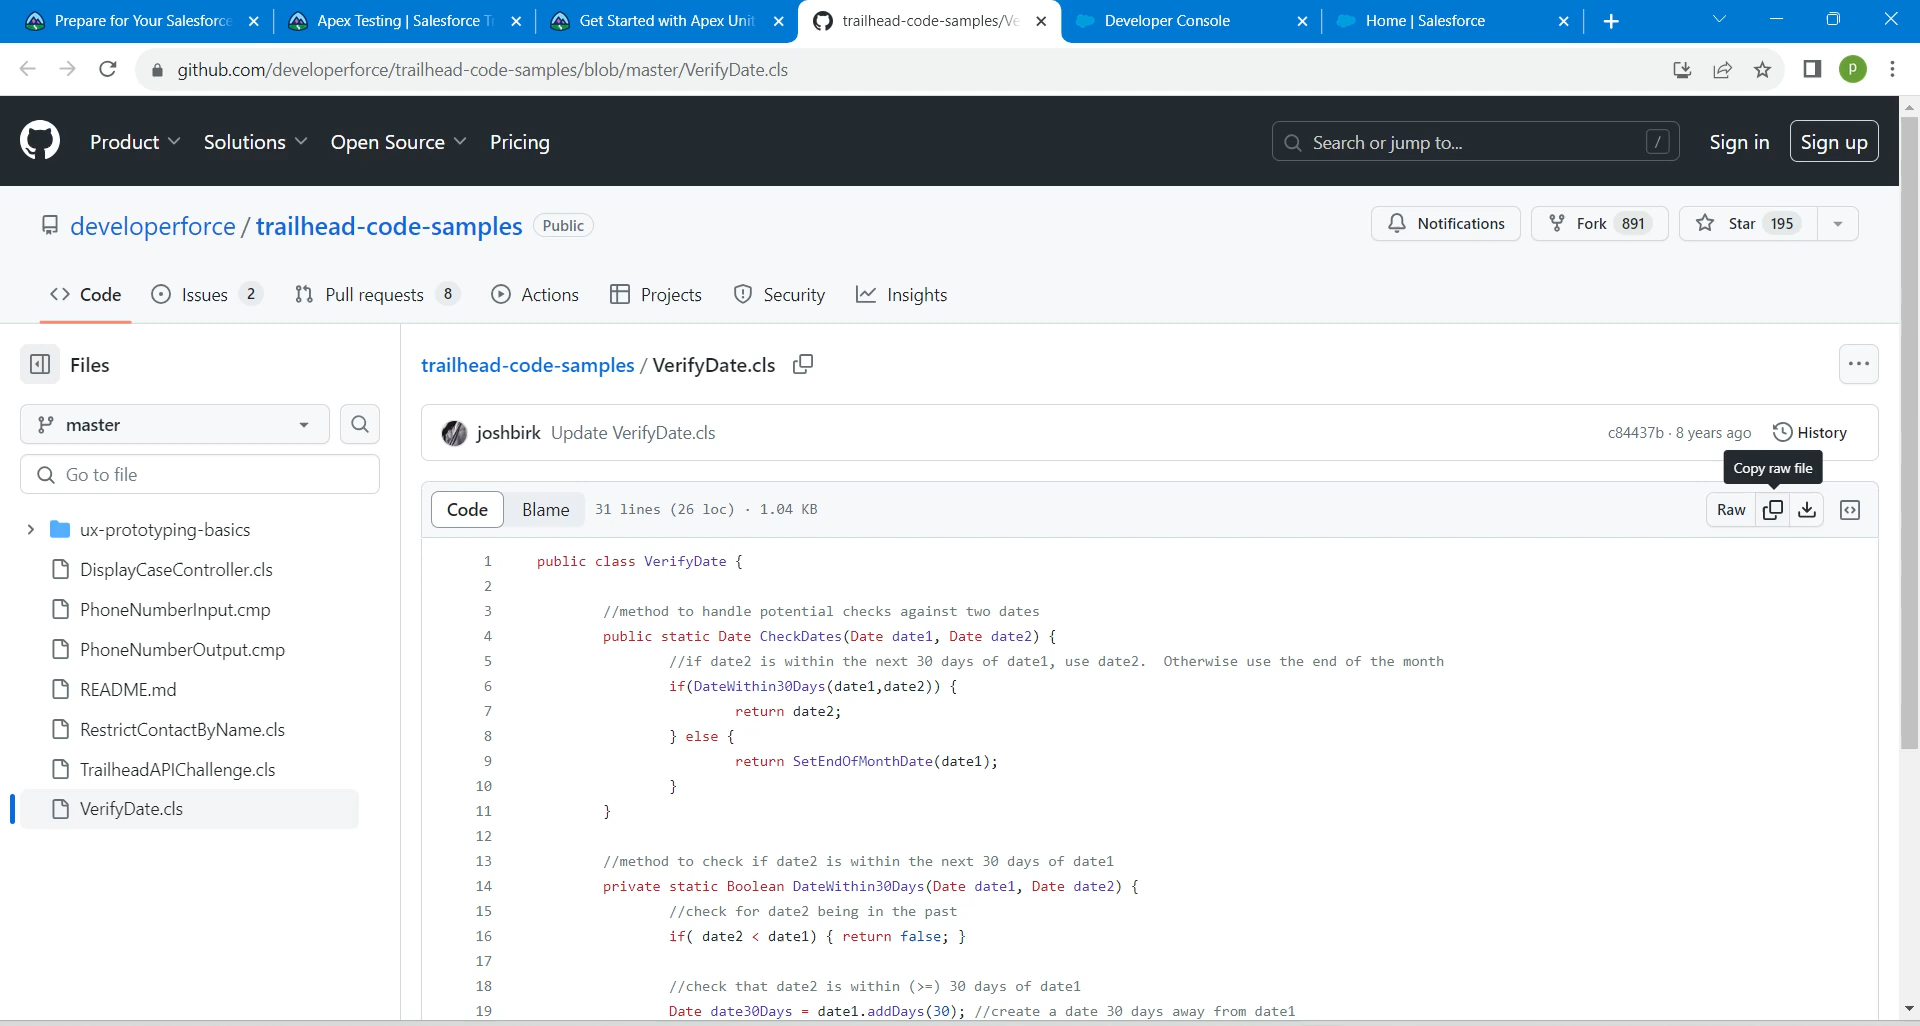 Prepare for Your Salesforce
Apex Testing | Salesforce Tr
Get Started with Apex Unit
trailhead-code-samples/Ve
Developer Console
Home | Salesforce
github.com/developerforce/trailhead-code-samples/blob/master/VerifyDate.cls
P
Product
Solutions
Open Source
Pricing
Search or jump to...
/
Sign in
Sign up
developerforce / trailhead-code-samples Public
Notifications
Fork 891
Star 195
Code
Issues 2
Pull requests 8
Actions
Projects
Security
Insights
Files
master
Go to file
ux-prototyping-basics
DisplayCaseController.cls
PhoneNumberInput.cmp
PhoneNumberOutput.cmp
README.md
RestrictContactByName.cls
TrailheadAPIChallenge.cls
VerifyDate.cls
trailhead-code-samples / VerifyDate.cls
joshbirk Update VerifyDate.cls
c84437b · 8 years ago
History
Copy raw file
Code Blame 31 lines (26 loc) · 1.04 KB
Raw
1 public class VerifyDate {
2
3 //method to handle potential checks against two dates
4 public static Date CheckDates(Date date1, Date date2) {
5 //if date2 is within the next 30 days of date1, use date2.  Otherwise use the end of the month
6 if(DateWithin30Days(date1,date2)) {
7 return date2;
8 } else {
9 return SetEndOfMonthDate(date1);
10 }
11 }
12
13 //method to check if date2 is within the next 30 days of date1
14 private static Boolean DateWithin30Days(Date date1, Date date2) {
15 //check for date2 being in the past
16 if( date2 < date1) { return false; }
17
18 //check that date2 is within (>=) 30 days of date1
19 Date date30Days = date1.addDays(30); //create a date 30 days away from date1